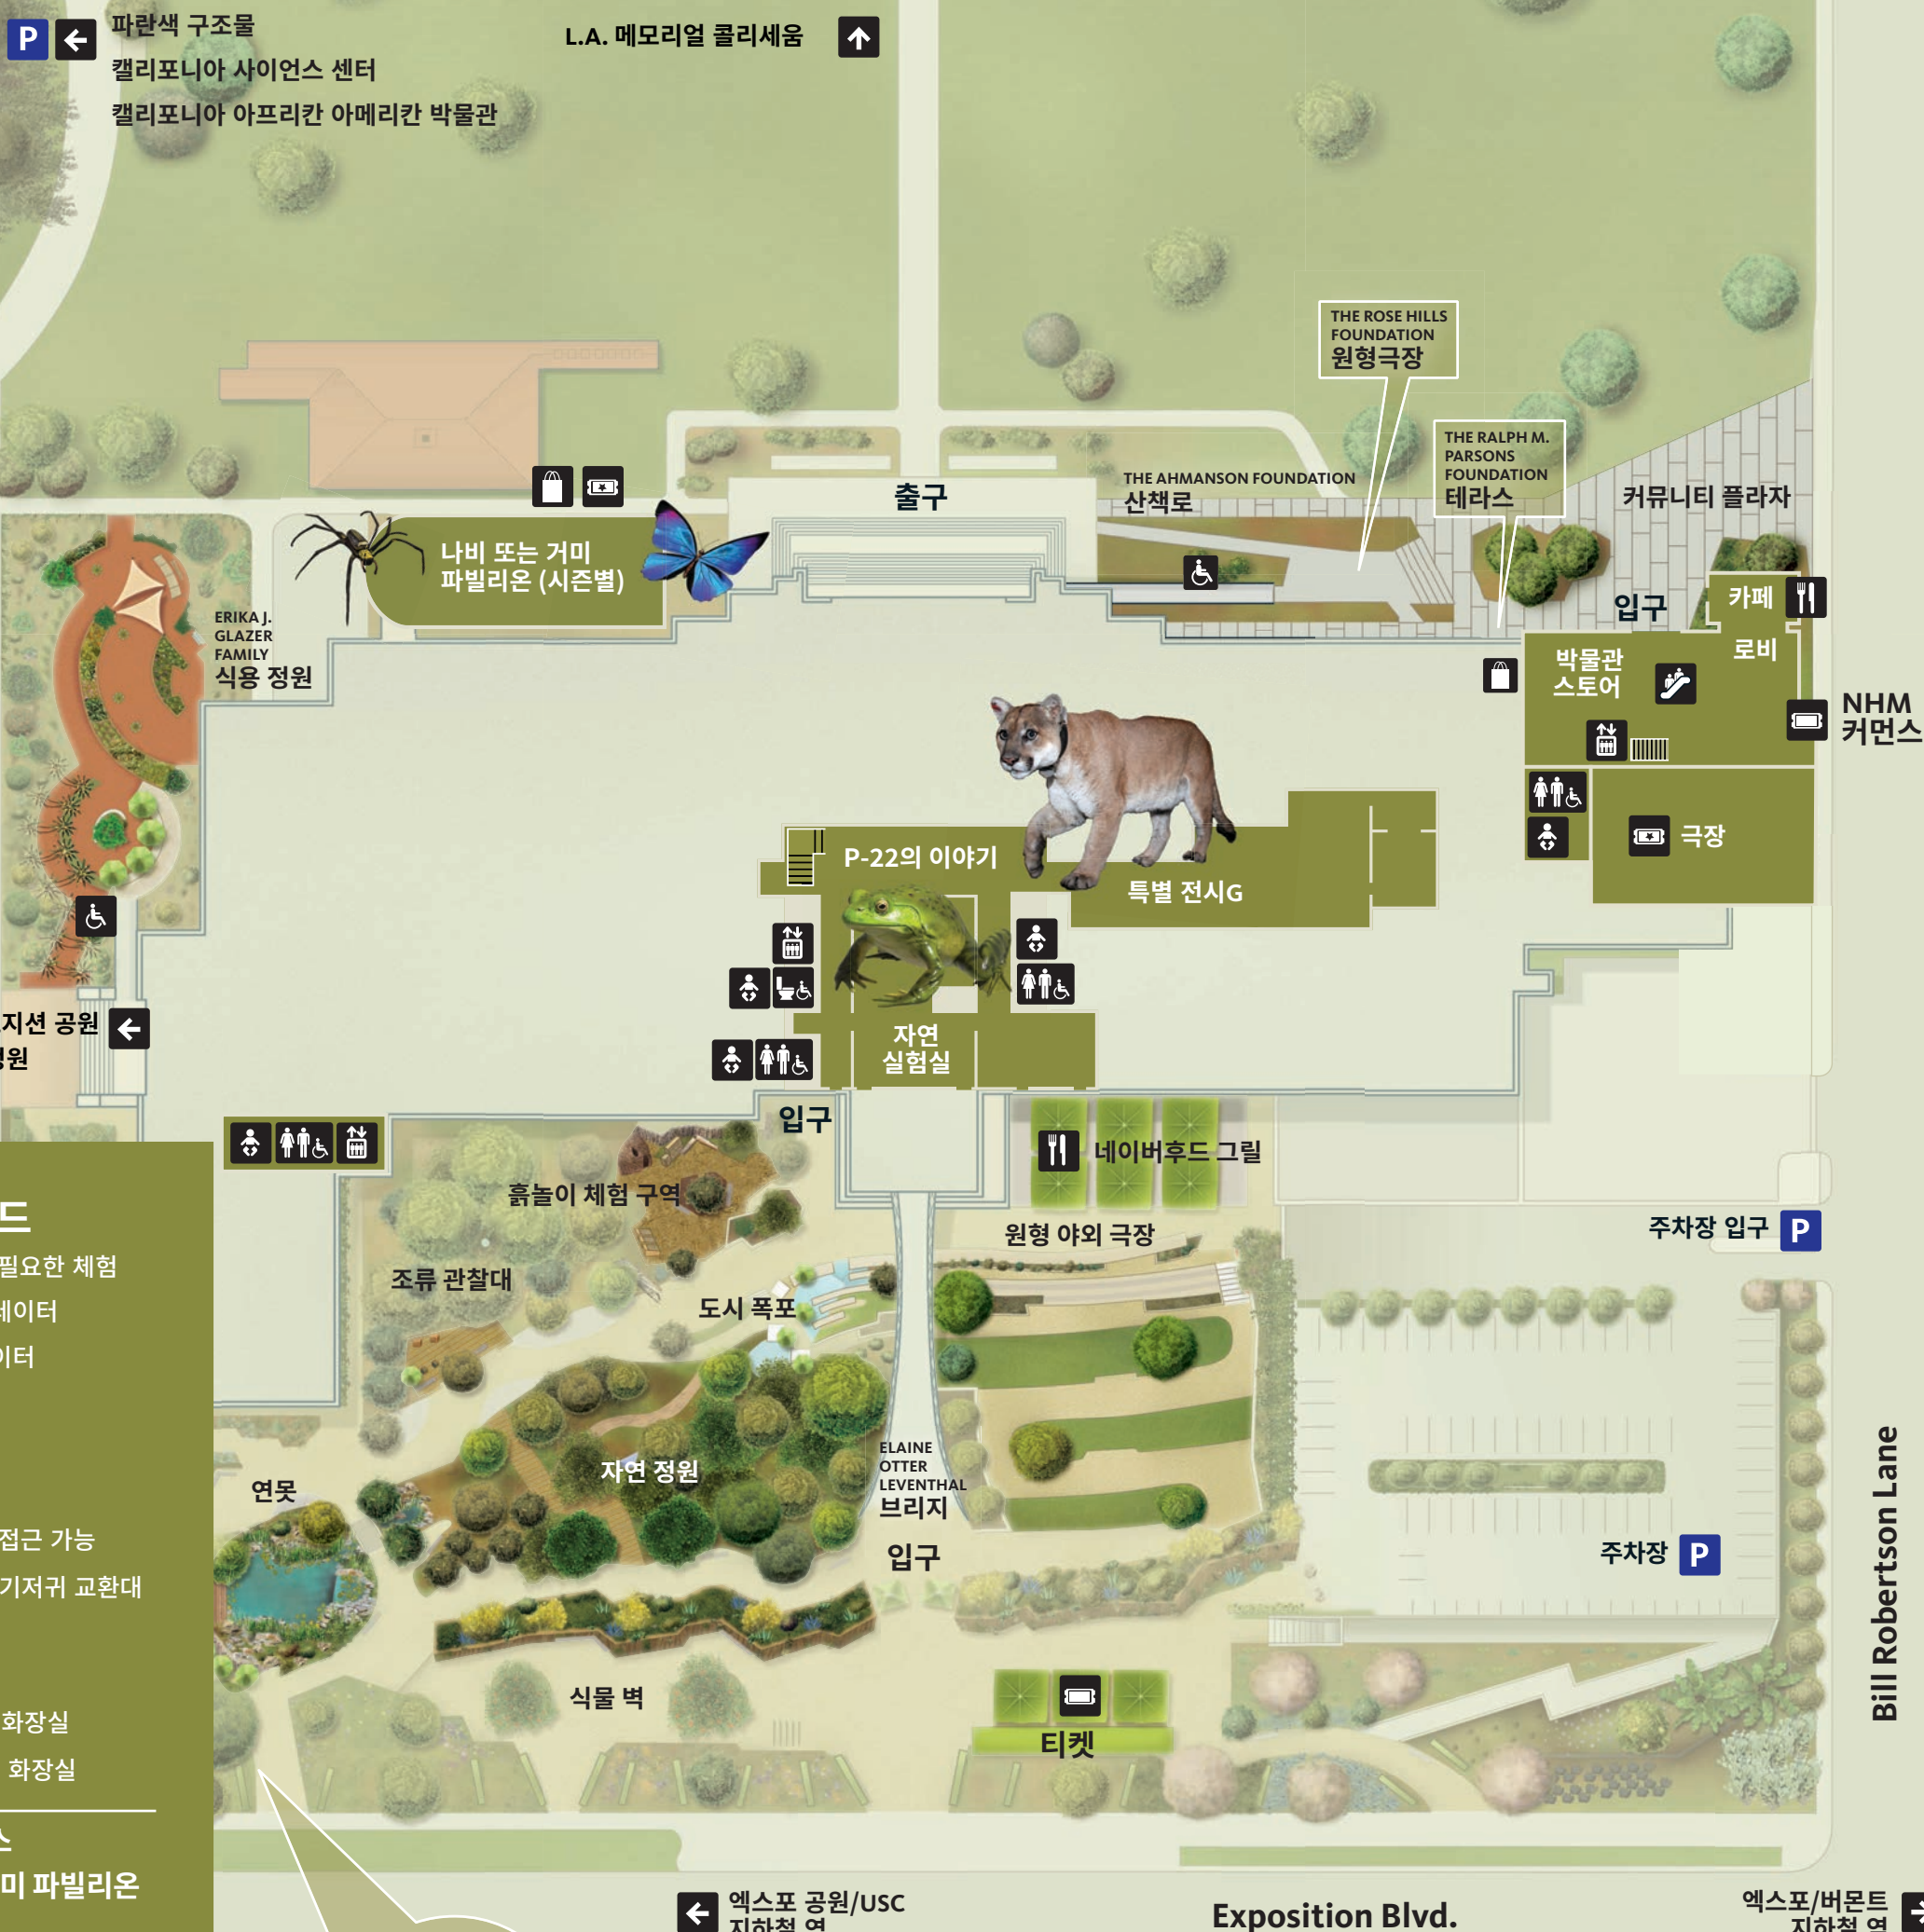 P
파란색 구조물
캘리포니아 사이언스 센터
캘리포니아 아프리칸 아메리칸 박물관
L.A. 메모리얼 콜리세움
THE ROSE HILLS
FOUNDATION
원형극장
THE RALPH M.
PARSONS
FOUNDATION
테라스
THE AHMANSON FOUNDATION
산책로
커뮤니티 플라자
출구
나비 또는 거미
파빌리온 (시즌별)
ERIKA J.
GLAZER
FAMILY
식용 정원
입구
카페
로비
박물관
스토어
NHM
커먼스
극장
P-22의 이야기
특별 전시G
자연
실험실
지션 공원
입구
네이버후드 그릴
흙놀이 체험 구역
원형 야외 극장
조류 관찰대
도시 폭포
주차장 입구 P
드
필요한 체험
이터
자연 정원
연못
ELAINE
OTTER
LEVENTHAL
브리지
입구
접근 가능
기저귀 교환대
주차장 P
Bill Robertson Lane
식물 벽
티켓
화장실
화장실
스
미 파빌리온
엑스포 공원/USC
지하철 역
Exposition Blvd.
엑스포/버몬트
지하철 역